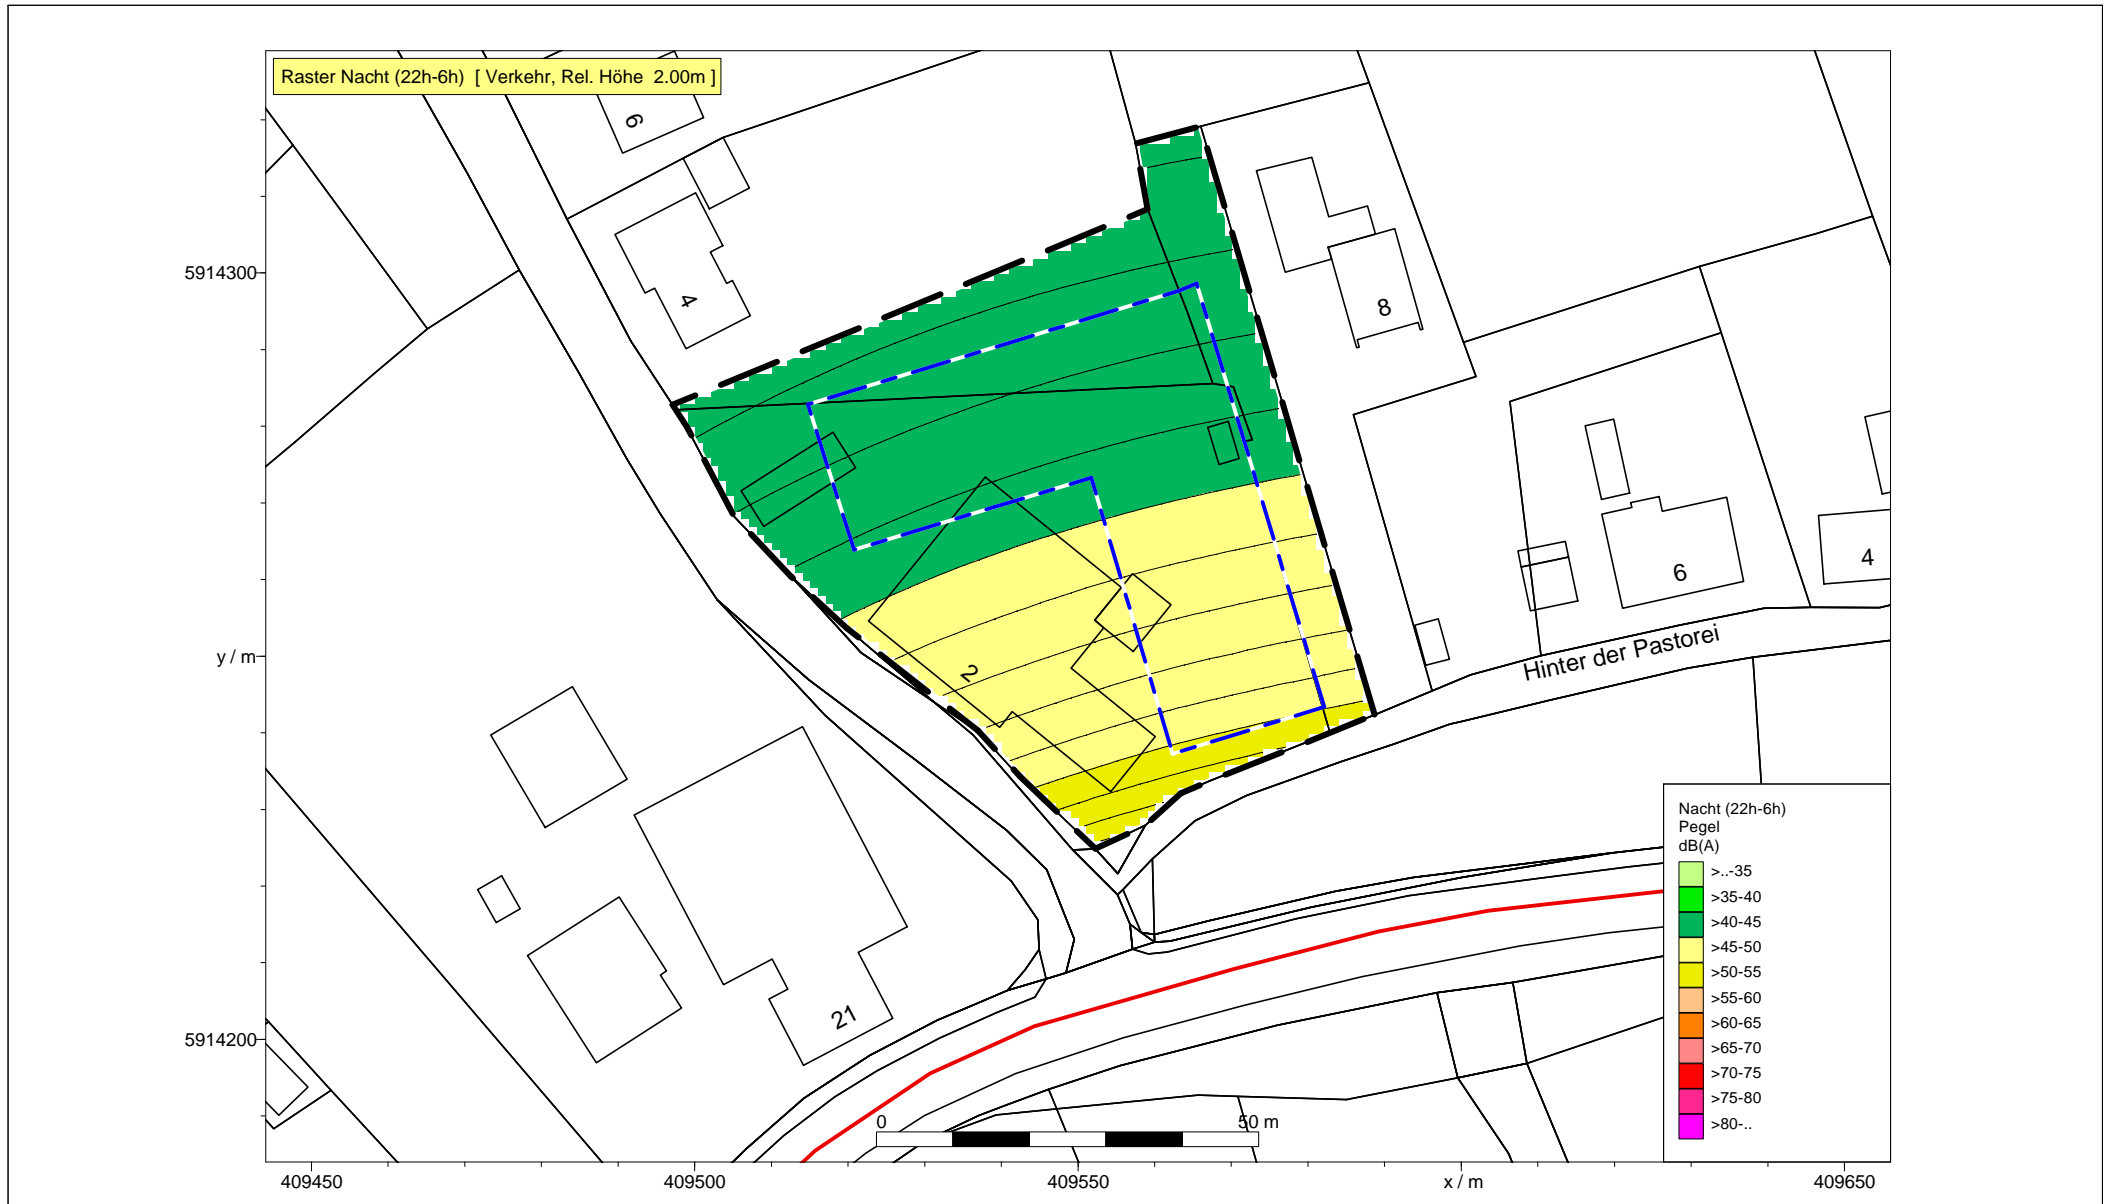 Raster Nacht (22h-6h) [ Verkehr, Rel. Höhe 2.00m ]
6
4
8
5914300
6
4
y / m
Hinter der Pastorei
2
Nacht (22h-6h)
Pegel
dB(A)
>..-35
>35-40
>40-45
>45-50
>50-55
>55-60
>60-65
>65-70
>70-75
>75-80
>80-..
21
5914200
0 50 m
409450 409500 409550 x / m 409650